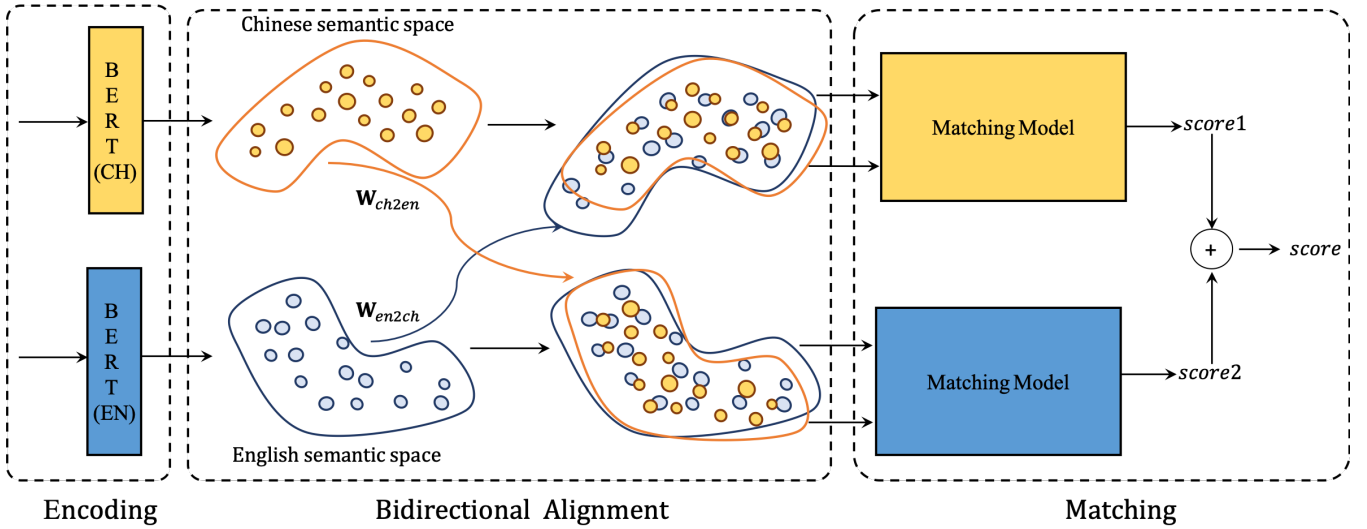 Chinese semantic space
B
E
R
T
(CH)
Matching Model
score1
W_ch2en
+
score
B
E
R
T
(EN)
W_en2ch
Matching Model
score2
English semantic space
Encoding
Bidirectional Alignment
Matching